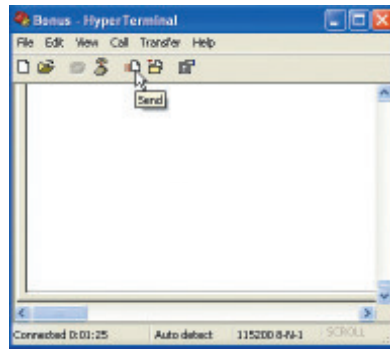 Bonus - HyperTerminal
File Edit View Call Transfer Help
Send
Connected 0:01:25 Auto detect 115200 8-N-1 SCROLL